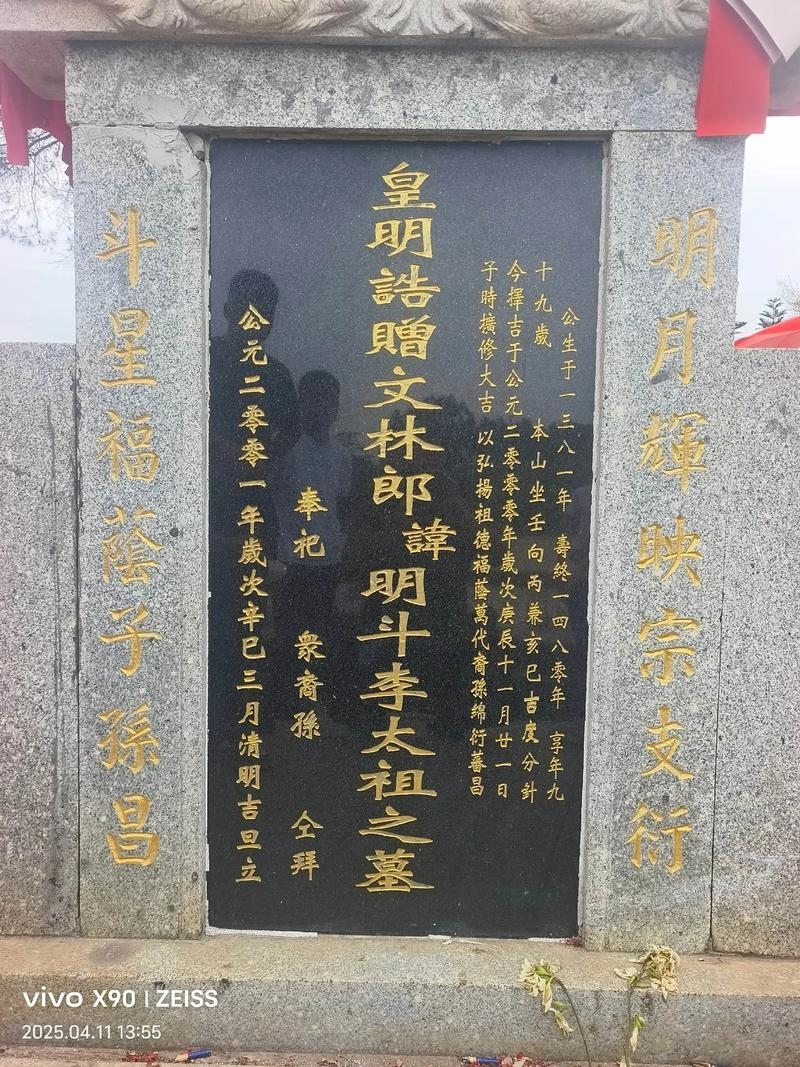 明月輝映宗支衍
公生于一三八一年 壽終一四八零年 享年九
十九歲 本山坐壬向丙兼亥巳吉度分針
今擇吉于公元二零零零年歲次庚辰十一月廿一日
子時擴修大吉 以弘揚祖德福蔭萬代裔孫綿衍蕃昌
皇明誥贈文林郎諱明斗李太祖之墓
奉祀 衆裔孫 仝拜
公元二零零一年歲次辛巳三月清明吉旦立
斗星福蔭子孫昌
vivo X90 | ZEISS
2025.04.11 13:55